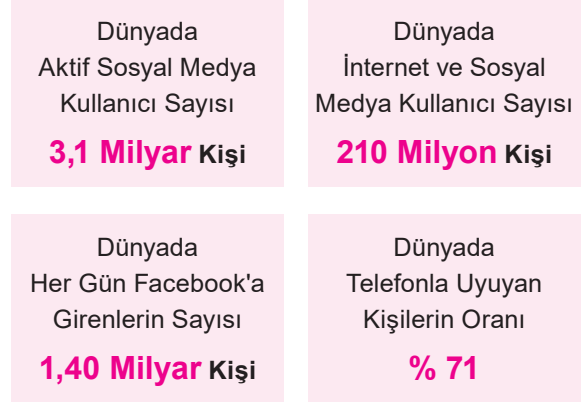 Dünyada
Aktif Sosyal Medya
Kullanıcı Sayısı
3,1 Milyar Kişi
Dünyada
İnternet ve Sosyal
Medya Kullanıcı Sayısı
210 Milyon Kişi
Dünyada
Her Gün Facebook'a
Girenlerin Sayısı
1,40 Milyar Kişi
Dünyada
Telefonla Uyuyan
Kişilerin Oranı
% 71